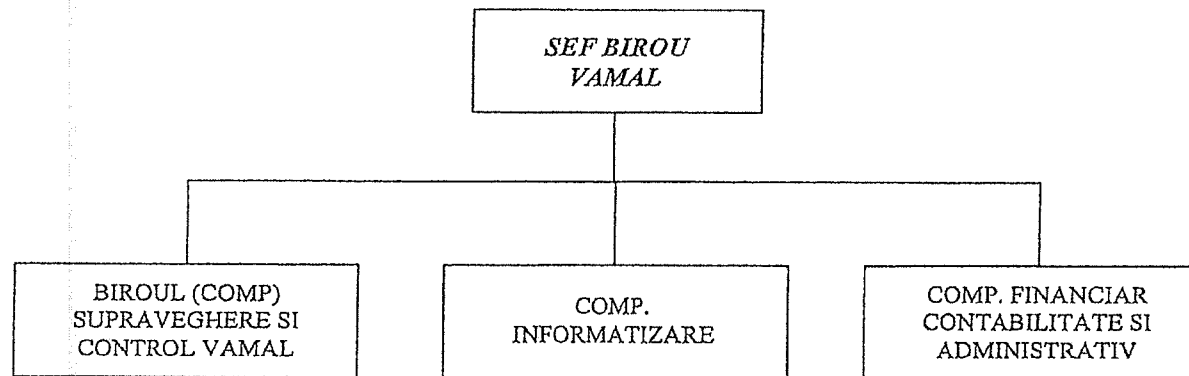 SEF BIROU
VAMAL
BIROUL (COMP)
SUPRAVEGHERE SI
CONTROL VAMAL
COMP.
INFORMATIZARE
COMP. FINANCIAR
CONTABILITATE SI
ADMINISTRATIV